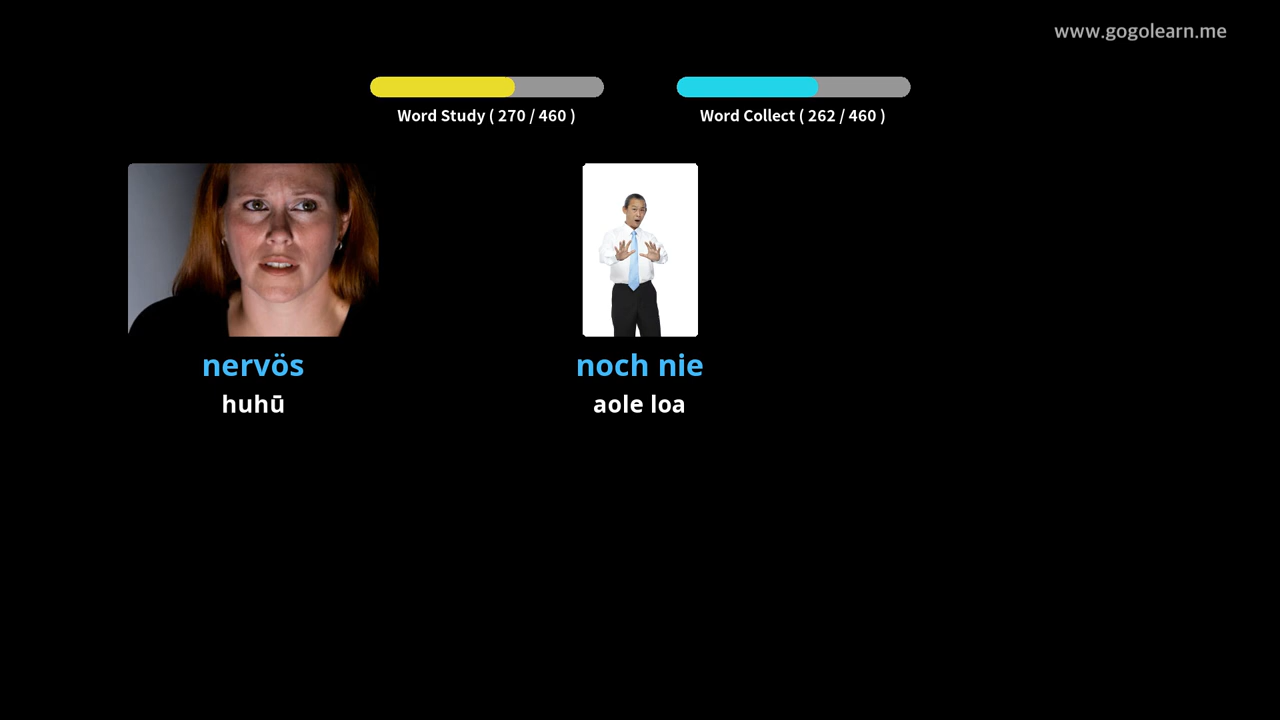 www.gogolearn.me
Word Study ( 270 / 460 )
Word Collect ( 262 / 460 )
nervös
huhū
noch nie
aole loa